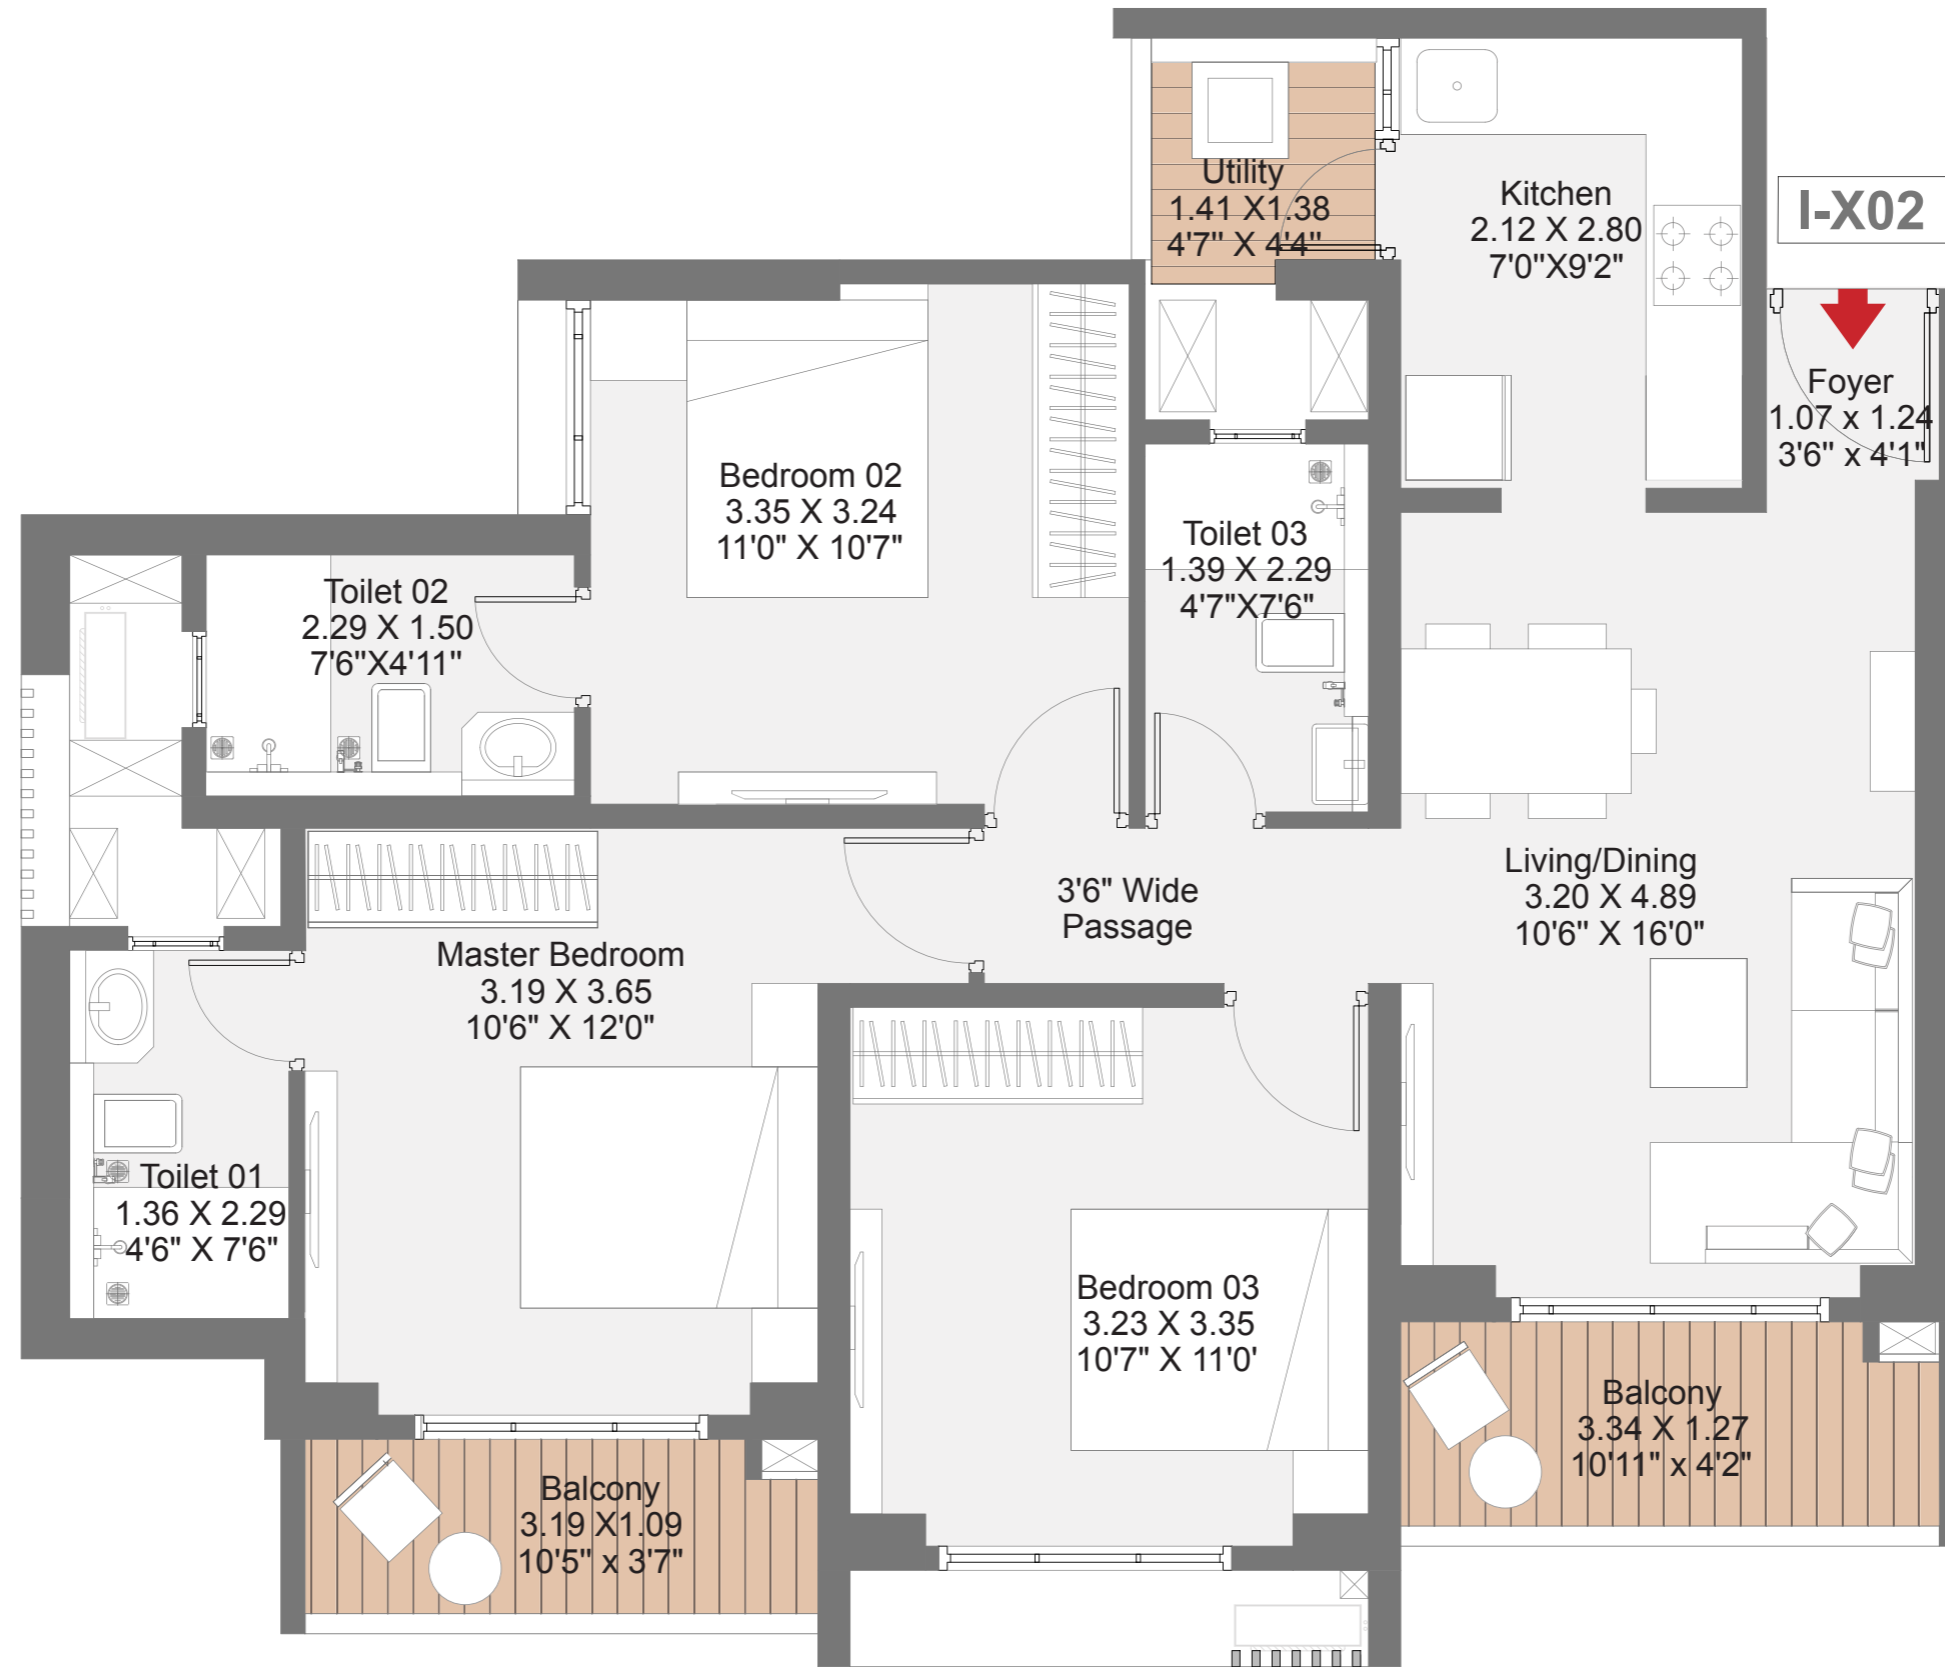 Utility
1.41 X1.38
4'7" X 4'4"
Kitchen
2.12 X 2.80
7'0"X9'2"
I-X02
Foyer
1.07 x 1.24
3'6" x 4'1"
Bedroom 02
3.35 X 3.24
11'0" X 10'7"
Toilet 03
1.39 X 2.29
4'7"X7'6"
Toilet 02
2.29 X 1.50
7'6"X4'11"
Living/Dining
3.20 X 4.89
10'6" X 16'0"
3'6" Wide
Passage
Master Bedroom
3.19 X 3.65
10'6" X 12'0"
Toilet 01
1.36 X 2.29
4'6" X 7'6"
Bedroom 03
3.23 X 3.35
10'7" X 11'0'
Balcony
3.34 X 1.27
10'11" x 4'2"
Balcony
3.19 X1.09
10'5" x 3'7"